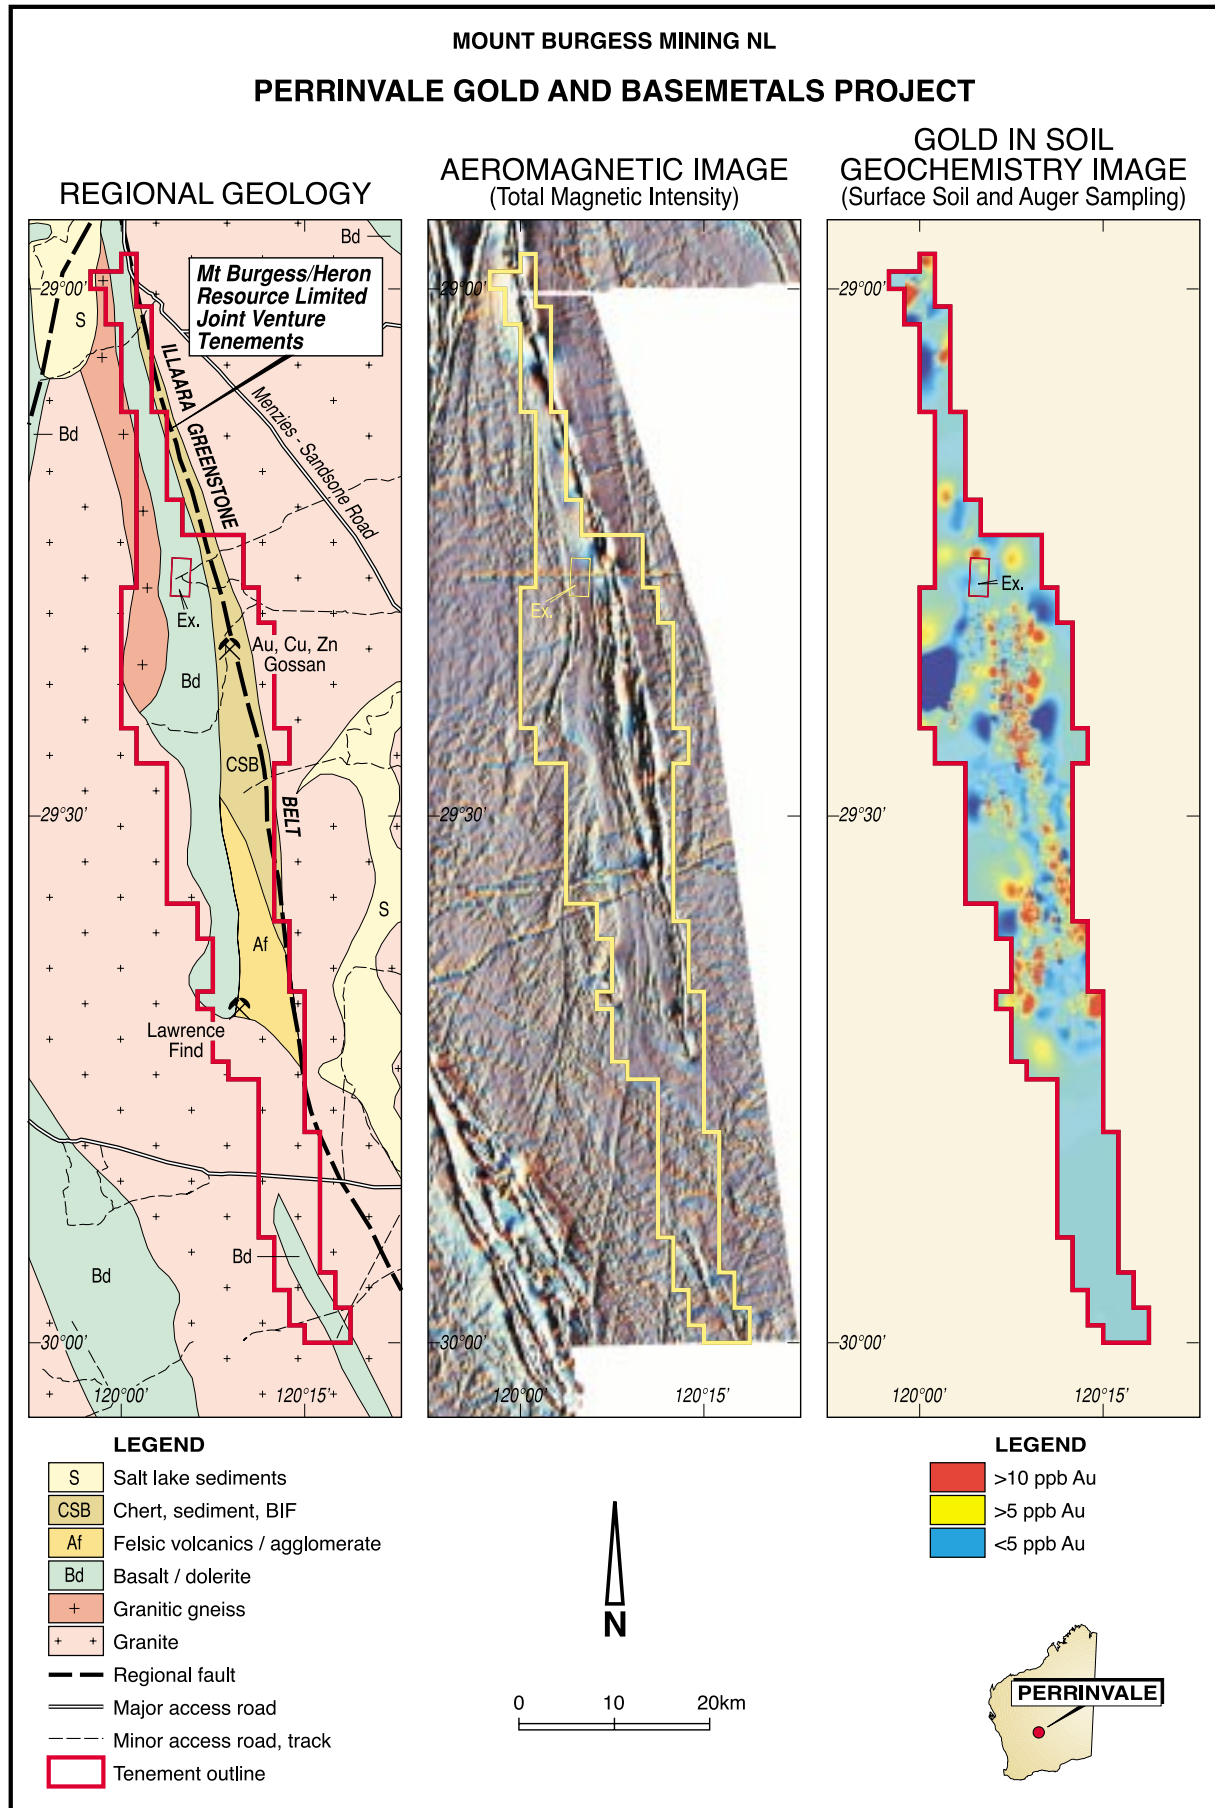 MOUNT BURGESS MINING NL
PERRINVALE GOLD AND BASEMETALS PROJECT
REGIONAL GEOLOGY
Bd
Mt Burgess/Heron
Resource Limited
Joint Venture
Tenements
29°00'
S
ILLAARA GREENSTONE
Menzies - Sandsone Road
Bd
Ex.
Au, Cu, Zn
Gossan
Bd
CSB
BELT
29°30'
S
Af
Lawrence
Find
Bd
Bd
30°00'
120°00'
120°15'
AEROMAGNETIC IMAGE
(Total Magnetic Intensity)
29°00'
Ex.
29°30'
30°00'
120°00'
120°15'
GOLD IN SOIL
GEOCHEMISTRY IMAGE
(Surface Soil and Auger Sampling)
29°00'
Ex.
29°30'
30°00'
120°00'
120°15'
LEGEND
S Salt lake sediments
CSB Chert, sediment, BIF
Af Felsic volcanics / agglomerate
Bd Basalt / dolerite
Granitic gneiss
Granite
Regional fault
Major access road
Minor access road, track
Tenement outline
N
0 10 20km
LEGEND
>10 ppb Au
>5 ppb Au
<5 ppb Au
PERRINVALE